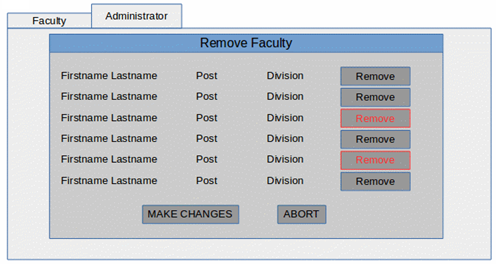 Faculty
Administrator
Remove Faculty
Firstname Lastname Post Division Remove
Firstname Lastname Post Division Remove
Firstname Lastname Post Division Remove
Firstname Lastname Post Division Remove
Firstname Lastname Post Division Remove
Firstname Lastname Post Division Remove
MAKE CHANGES ABORT